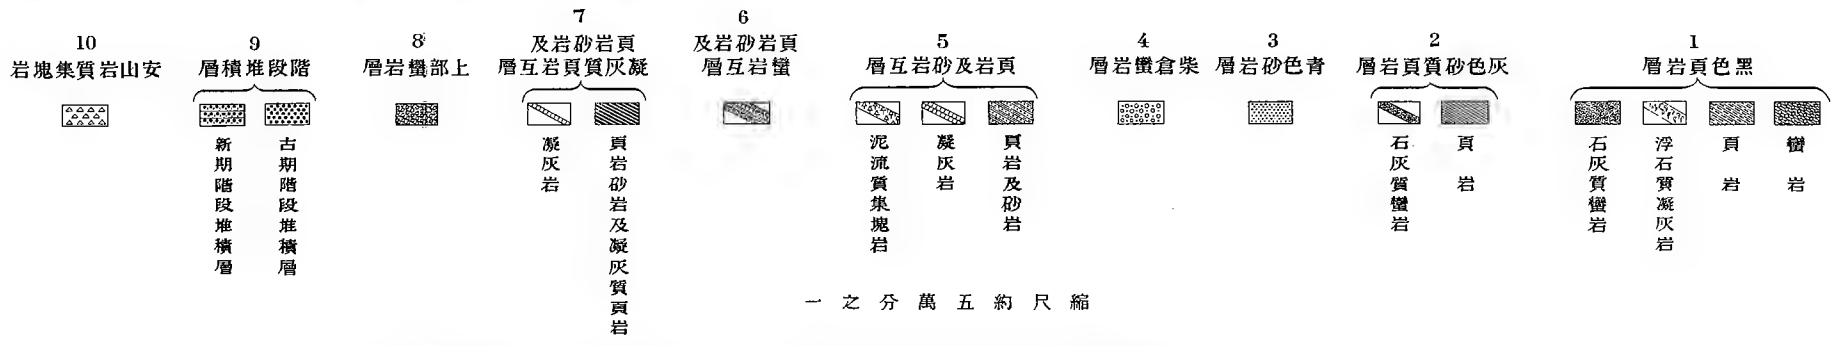 1
黑色頁岩層
蠻岩
頁岩
浮石質凝灰岩
石灰質蠻岩
2
灰色砂質頁岩層
頁岩
石灰質蠻岩
3
青色砂岩層
4
柴倉蠻岩層
5
頁岩及砂岩互層
頁岩及砂岩
凝灰岩
泥流質集塊岩
6
頁岩砂岩及
蠻岩互層
7
頁岩砂岩及
凝灰質頁岩互層
頁岩砂岩及凝灰質頁岩
凝灰岩
8
上部蠻岩層
9
階段堆積層
古期階段堆積層
新期階段堆積層
10
安山岩質集塊岩
縮尺約五萬分之一